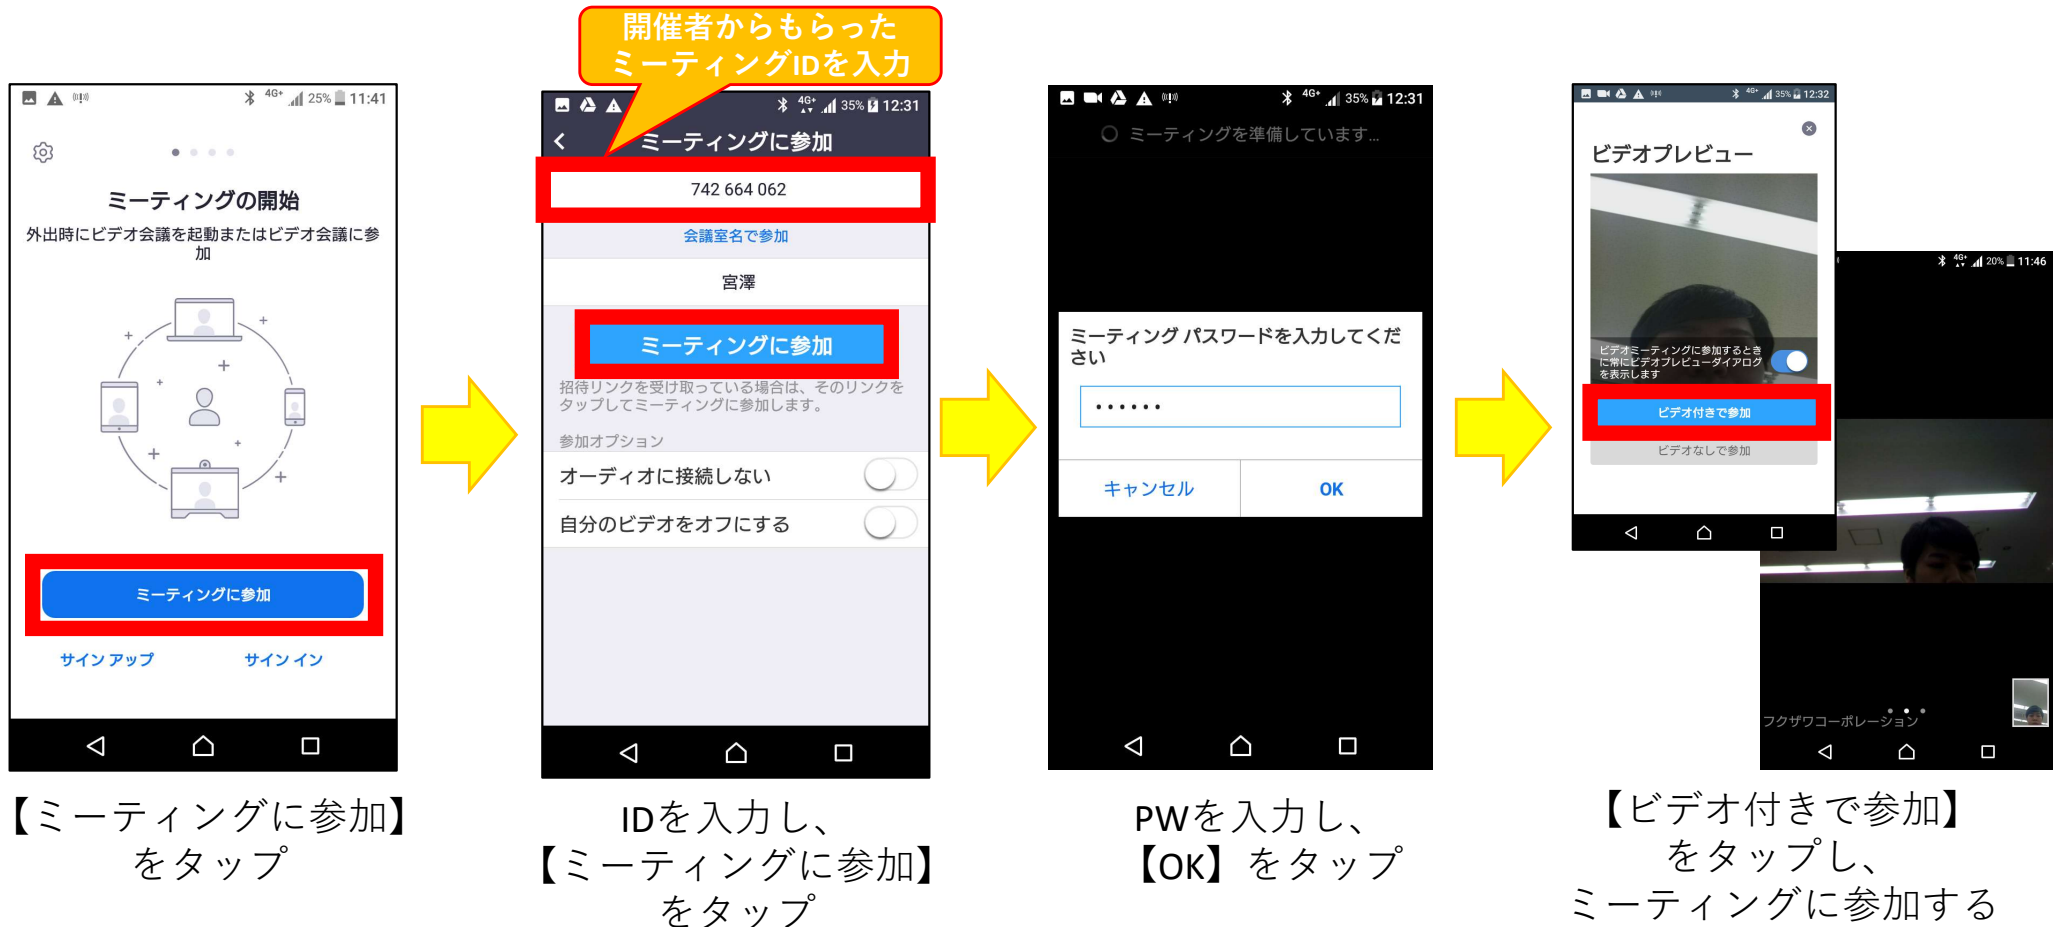 開催者からもらった
ミーティングIDを入力
4G+ 25% 11:41
ミーティングの開始
外出時にビデオ会議を起動またはビデオ会議に参
加
ミーティングに参加
サイン アップ サイン イン
【ミーティングに参加】
をタップ
4G+ 35% 12:31
ミーティングに参加
742 664 062
会議室名で参加
宮澤
ミーティングに参加
招待リンクを受け取っている場合は、そのリンクを
タップしてミーティングに参加します。
参加オプション
オーディオに接続しない
自分のビデオをオフにする
IDを入力し、
【ミーティングに参加】
をタップ
4G+ 35% 12:31
ミーティングを準備しています...
ミーティング パスワードを入力してくだ
さい
••••••
キャンセル OK
PWを入力し、
【OK】をタップ
4G+ 35% 12:32
ビデオプレビュー
ビデオミーティングに参加するとき
に常にビデオプレビューダイアログ
を表示します
ビデオ付きで参加
ビデオなしで参加
4G+ 20% 11:46
フクザワコーポレーション
【ビデオ付きで参加】
をタップし、
ミーティングに参加する